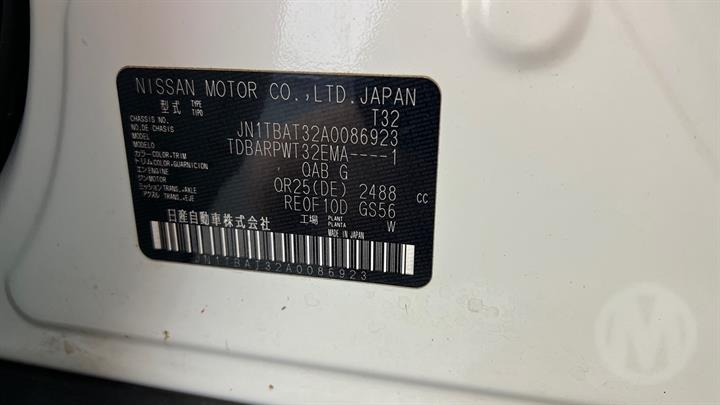 NISSAN MOTOR CO.,LTD.JAPAN
型式 TYPE TIPO T32
CHASSIS NO. NO.DE CHASIS JN1TBAT32A0086923
MODEL MODELO TDBARPWT32EMA----1
カラー COLOR・TRIM トリム COLOR・GUARNICION QAB G
エンジン ENGINE MOTOR QR25(DE) 2488 cc
ミッション TRANS. AXLE アクスル TRANS. EJE RE0F10D GS56
日産自動車株式会社 工場 PLANT PLANTA W
MADE IN JAPAN
JN1TBAT32A0086923
M